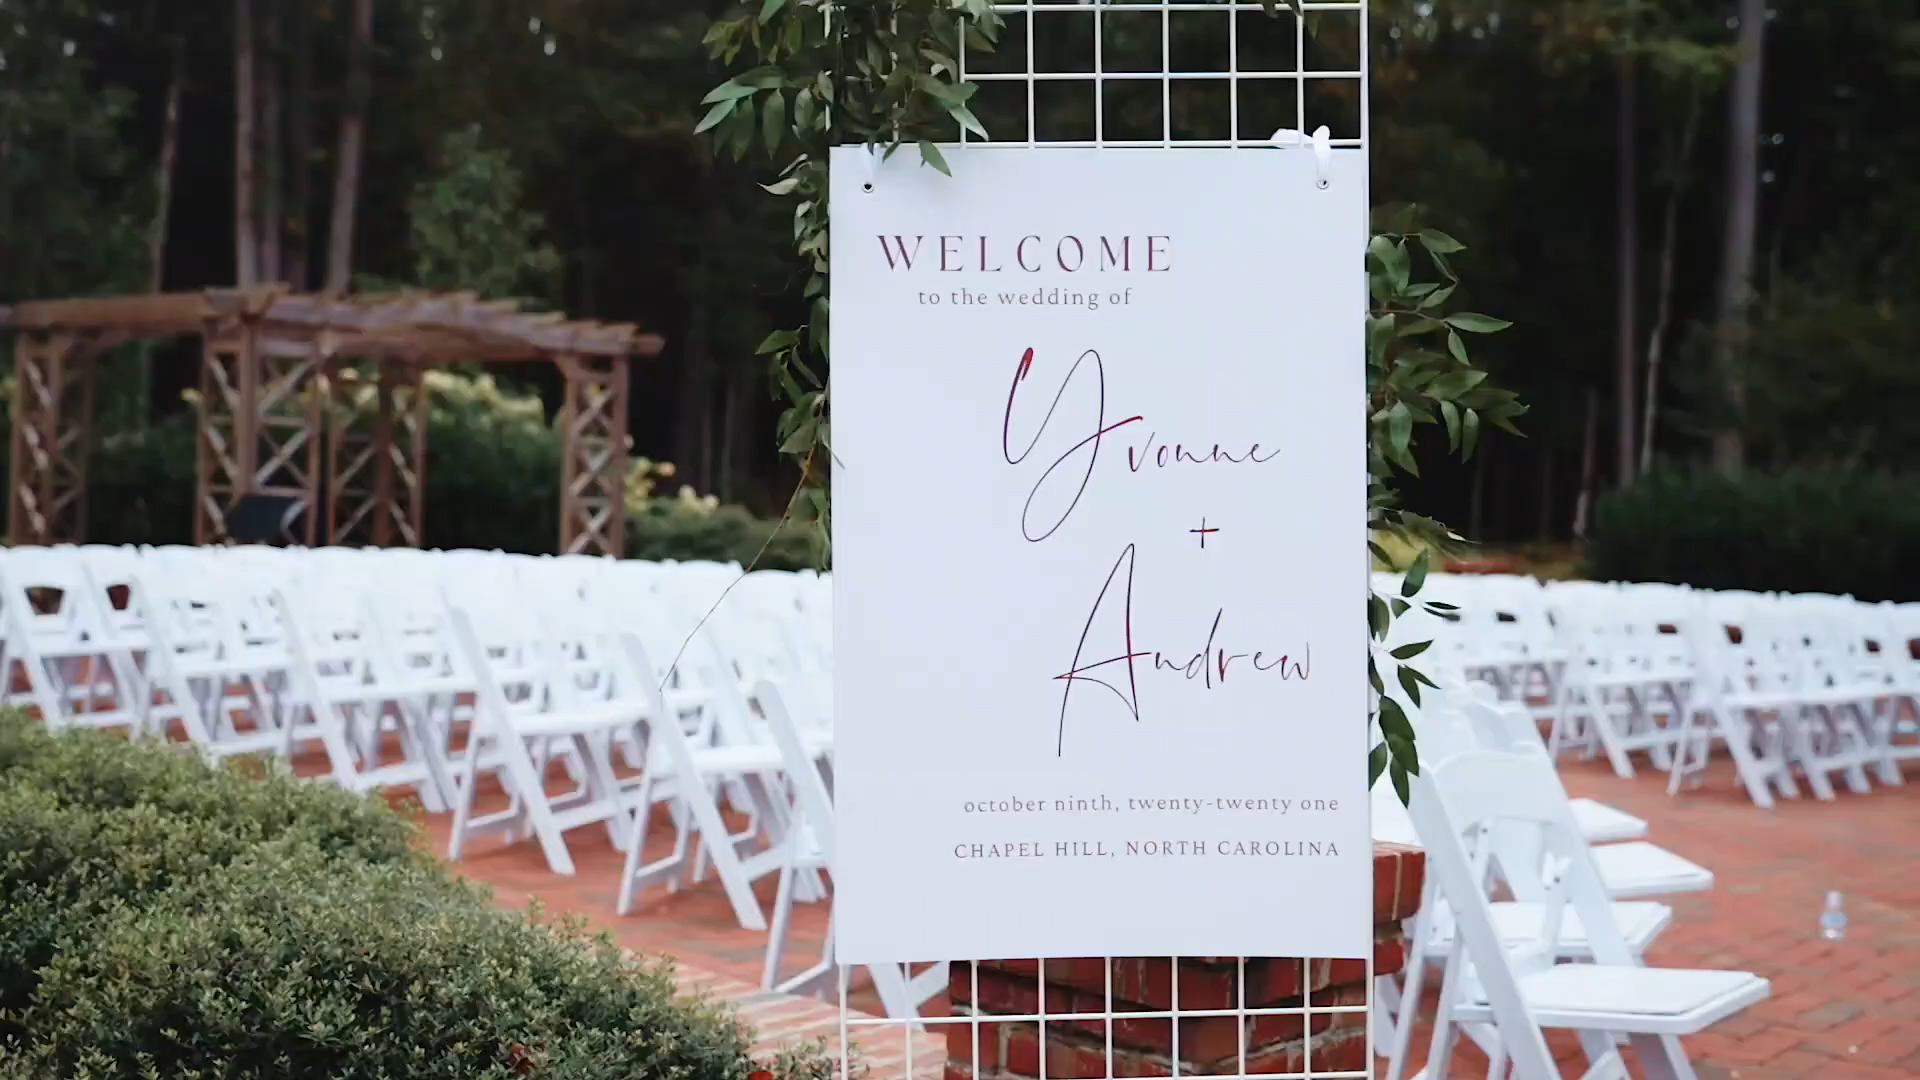 WELCOME
to the wedding of
Yvonne
+
Andrew
october ninth, twenty-twenty one
CHAPEL HILL, NORTH CAROLINA